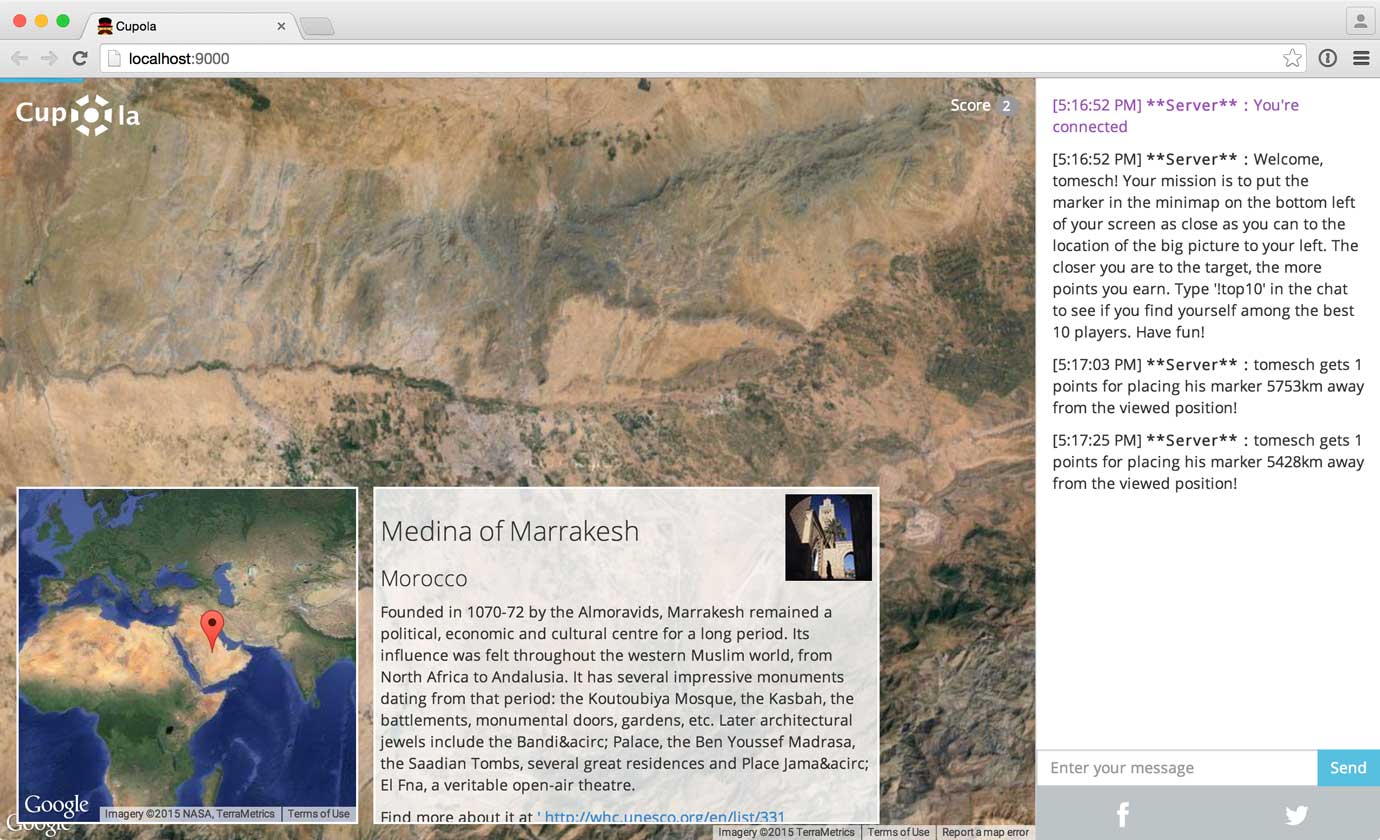 Cupola
localhost:9000
Cupola
Score 2
[5:16:52 PM] **Server** : You're
connected
[5:16:52 PM] **Server** : Welcome,
tomesch! Your mission is to put the
marker in the minimap on the bottom left
of your screen as close as you can to the
location of the big picture to your left. The
closer you are to the target, the more
points you earn. Type '!top10' in the chat
to see if you find yourself among the best
10 players. Have fun!
[5:17:03 PM] **Server** : tomesch gets 1
points for placing his marker 5753km away
from the viewed position!
[5:17:25 PM] **Server** : tomesch gets 1
points for placing his marker 5428km away
from the viewed position!
Medina of Marrakesh
Morocco
Founded in 1070-72 by the Almoravids, Marrakesh remained a
political, economic and cultural centre for a long period. Its
influence was felt throughout the western Muslim world, from
North Africa to Andalusia. It has several impressive monuments
dating from that period: the Koutoubiya Mosque, the Kasbah, the
battlements, monumental doors, gardens, etc. Later architectural
jewels include the Bandi&acirc; Palace, the Ben Youssef Madrasa,
the Saadian Tombs, several great residences and Place Jama&acirc;
El Fna, a veritable open-air theatre.
Find more about it at ' http://whc.unesco.org/en/list/331
Google
Imagery ©2015 NASA, TerraMetrics Terms of Use
Google
Imagery ©2015 TerraMetrics Terms of Use Report a map error
Enter your message
Send